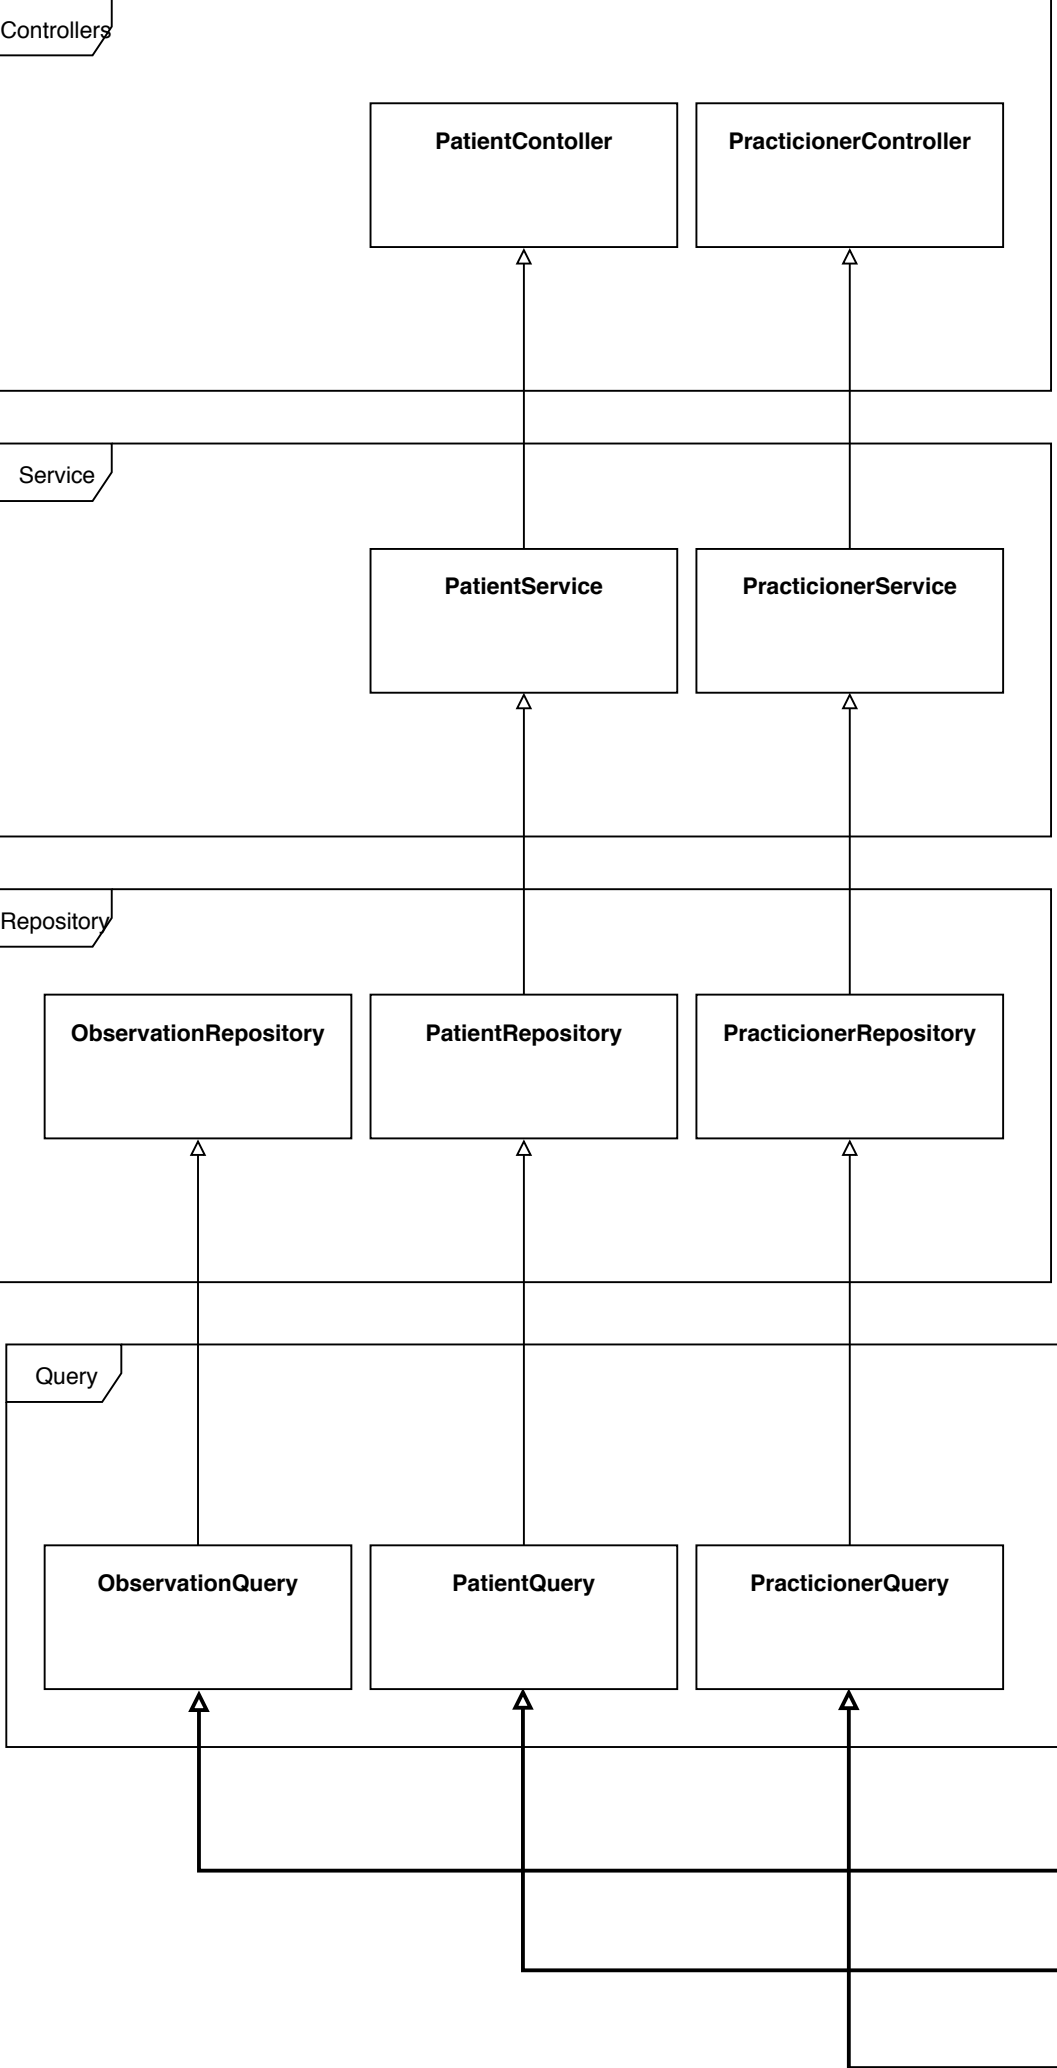 Controllers
PatientContoller
PracticionerController
Service
PatientService
PracticionerService
Repository
ObservationRepository
PatientRepository
PracticionerRepository
Query
ObservationQuery
PatientQuery
PracticionerQuery